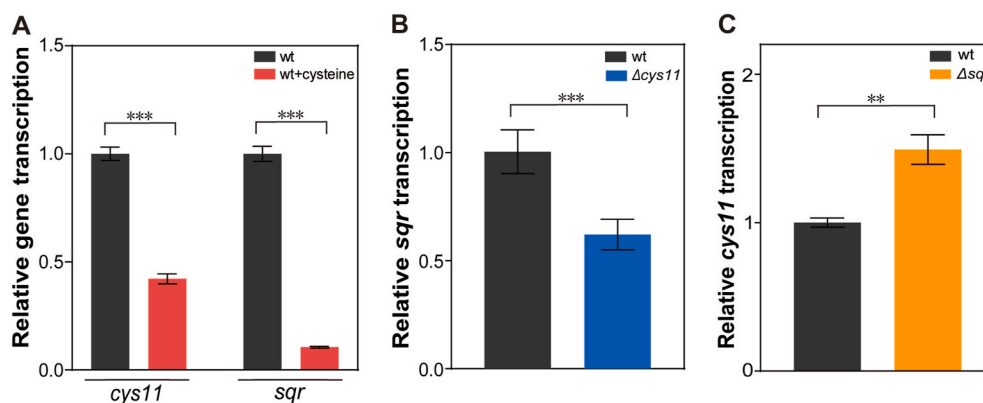 A
Relative gene transcription
1.5
1.0
0.5
0.0
wt
wt+cysteine
***
***
cys11
sqr
B
Relative sqr transcription
1.5
1.0
0.5
0.0
wt
Δcys11
***
C
Relative cys11 transcription
2
1
0
wt
Δsq
**